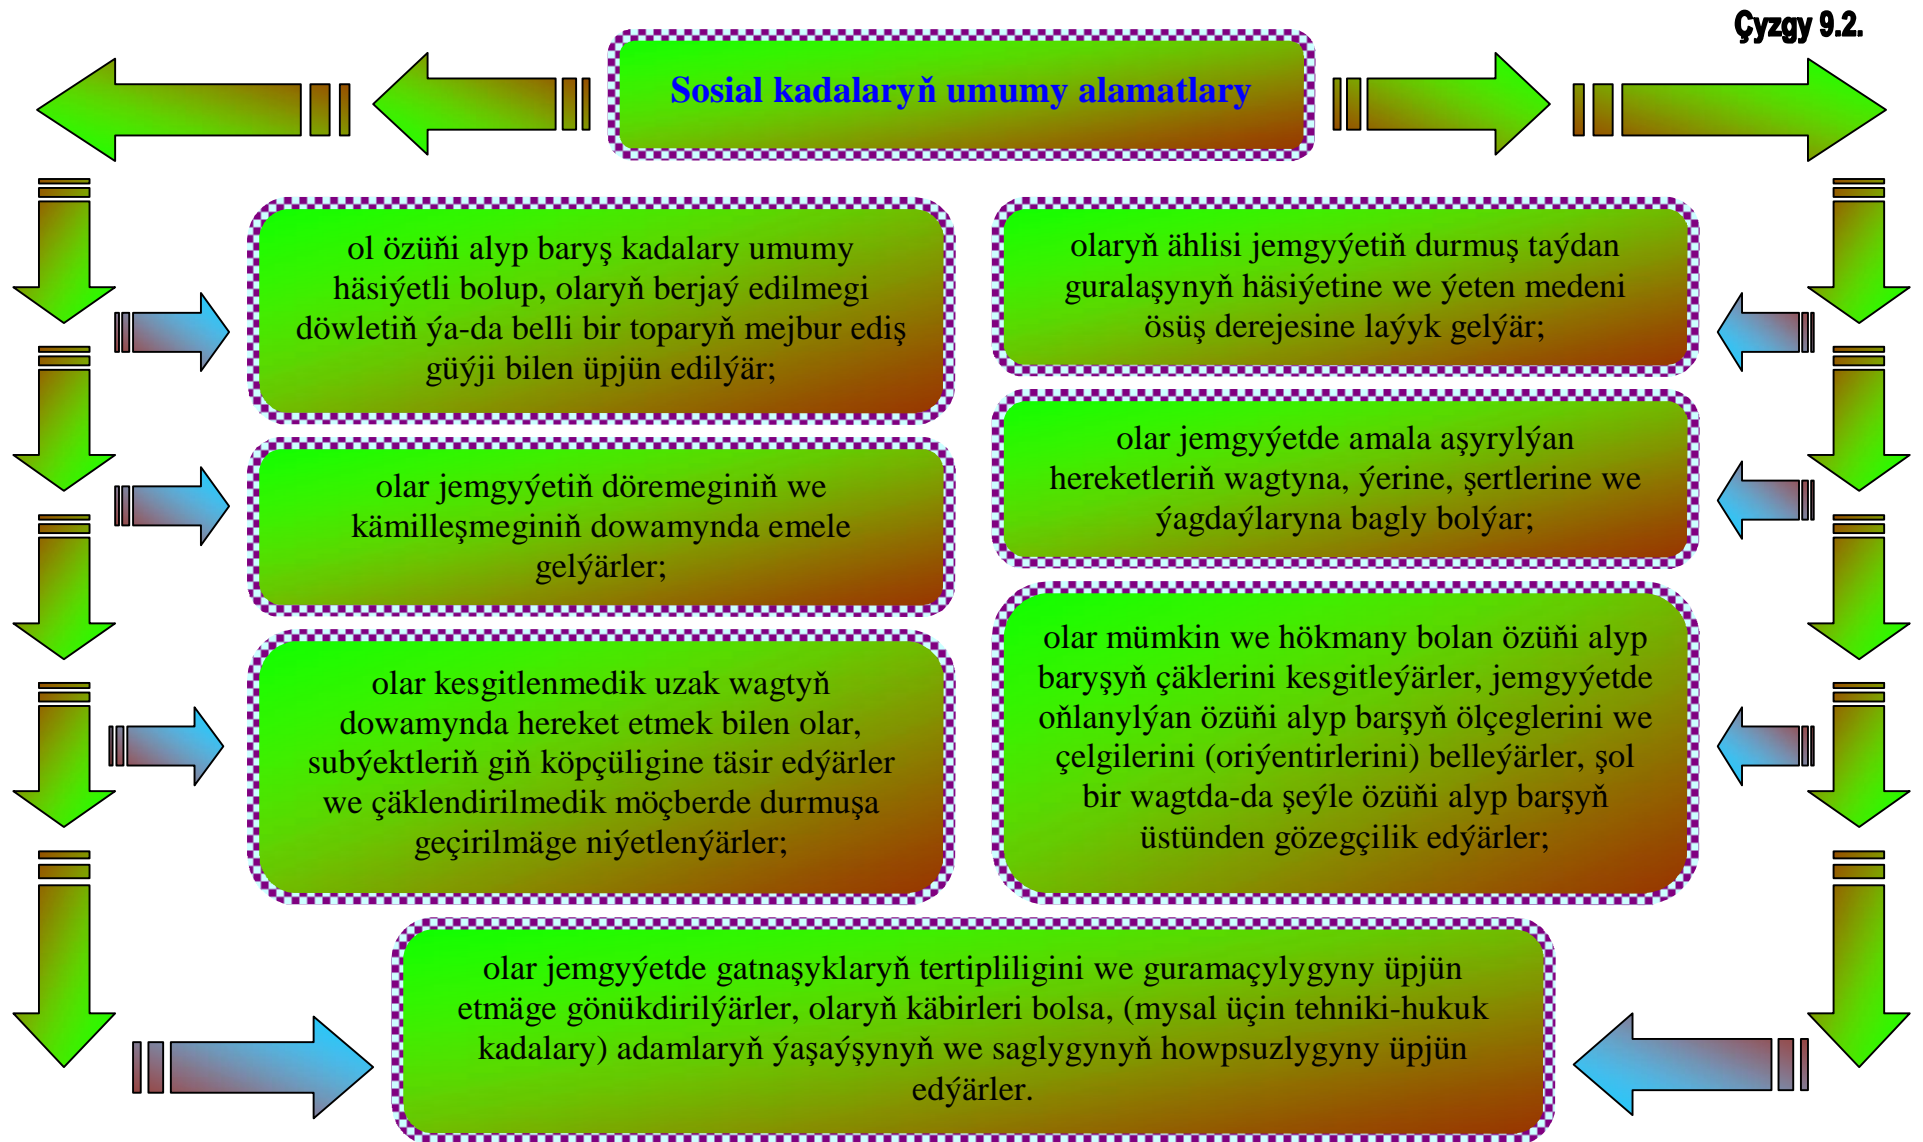 Çyzgy 9.2.
Sosial kadalaryň umumy alamatlary
ol özüňi alyp baryş kadalary umumy
häsiýetli bolup, olaryň berjaý edilmegi
döwletiň ýa-da belli bir toparyň mejbur ediş
güýji bilen üpjün edilýär;
olar jemgyýetiň döremeginiň we
kämilleşmeginiň dowamynda emele
gelýärler;
olar kesgitlenmedik uzak wagtyň
dowamynda hereket etmek bilen olar,
subýektleriň giň köpçüligine täsir edýärler
we çäklendirilmedik möçberde durmuşa
geçirilmäge niýetlenýärler;
olaryň ählisi jemgyýetiň durmuş taýdan
guralaşynyň häsiýetine we ýeten medeni
ösüş derejesine laýyk gelýär;
olar jemgyýetde amala aşyrylýan
hereketleriň wagtyna, ýerine, şertlerine we
ýagdaýlaryna bagly bolýar;
olar mümkin we hökmany bolan özüňi alyp
baryşyň çäklerini kesgitleýärler, jemgyýetde
oňlanylýan özüňi alyp barşyň ölçeglerini we
çelgilerini (oriýentirlerini) belleýärler, şol
bir wagtda-da şeýle özüňi alyp barşyň
üstünden gözegçilik edýärler;
olar jemgyýetde gatnaşyklaryň tertipliligini we guramaçylygyny üpjün
etmäge gönükdirilýärler, olaryň käbirleri bolsa, (mysal üçin tehniki-hukuk
kadalary) adamlaryň ýaşaýşynyň we saglygynyň howpsuzlygyny üpjün
edýärler.